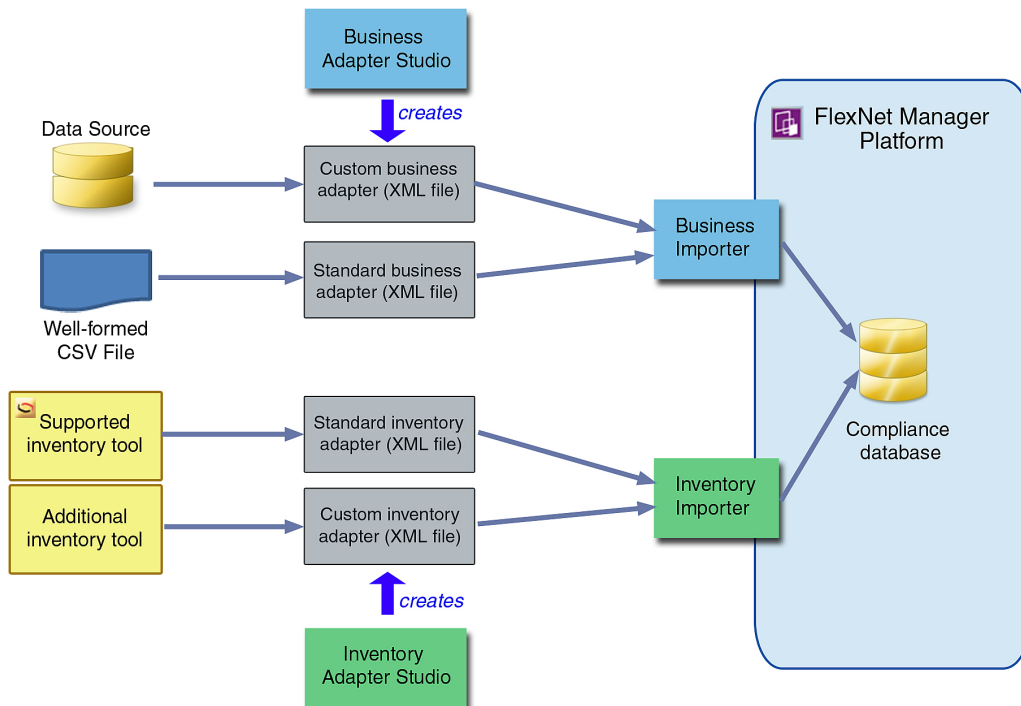 Business
Adapter Studio
creates
Data Source
Custom business
adapter (XML file)
FlexNet Manager
Platform
Business
Importer
Standard business
adapter (XML file)
Well-formed
CSV File
Supported
inventory tool
Standard inventory
adapter (XML file)
Compliance
database
Inventory
Importer
Additional
inventory tool
Custom inventory
adapter (XML file)
creates
Inventory
Adapter Studio